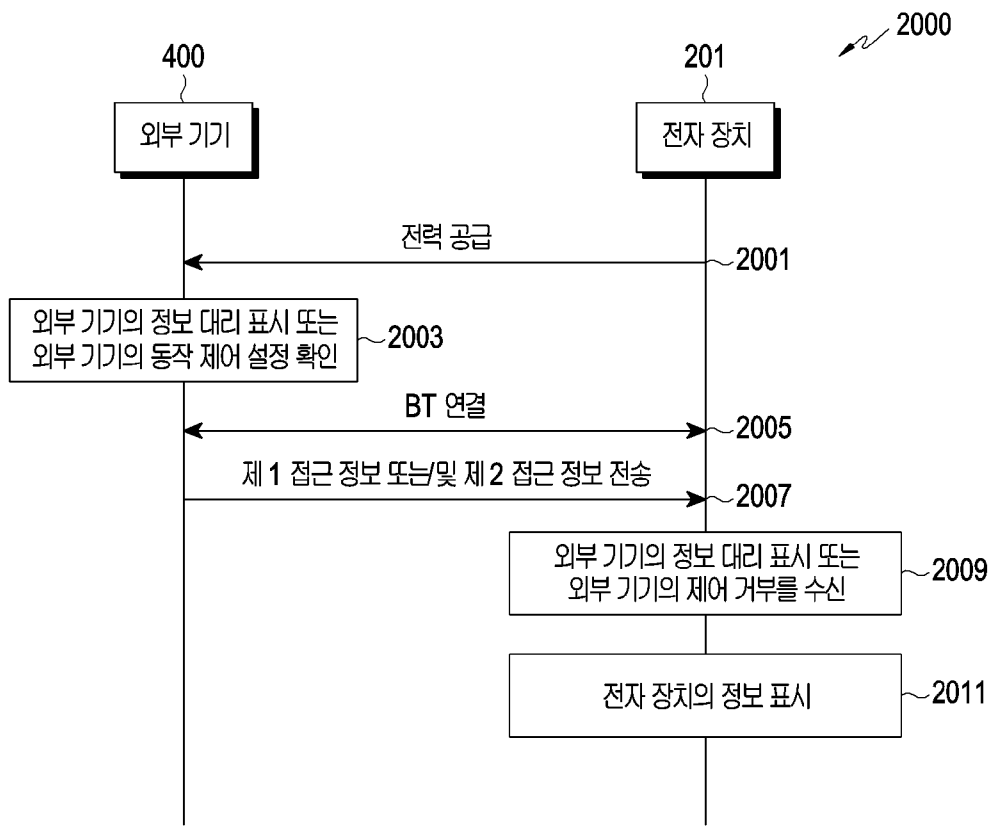 2000
400
201
외부 기기
전자 장치
전력 공급
2001
외부 기기의 정보 대리 표시 또는
외부 기기의 동작 제어 설정 확인
2003
BT 연결
2005
제 1 접근 정보 또는/및 제 2 접근 정보 전송
2007
외부 기기의 정보 대리 표시 또는
외부 기기의 제어 거부를 수신
2009
전자 장치의 정보 표시
2011